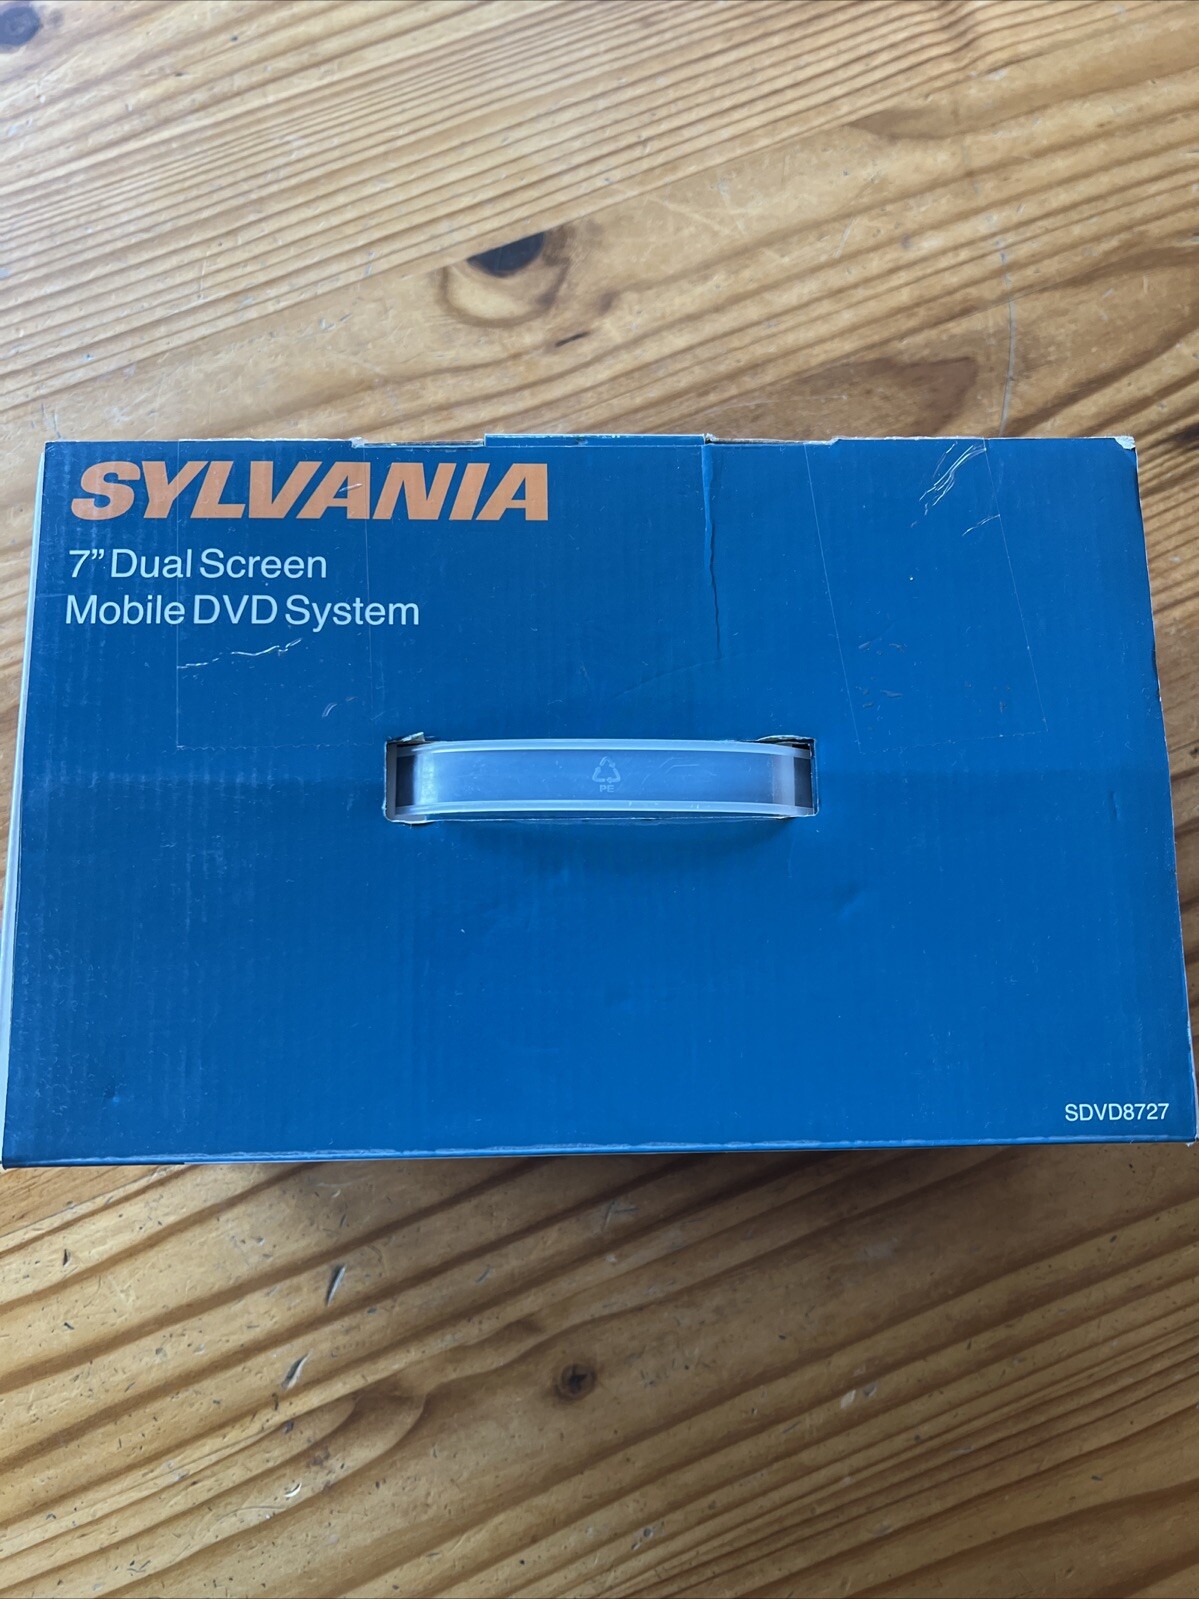 SYLVANIA
7” Dual Screen
Mobile DVD System
PE
SDVD8727